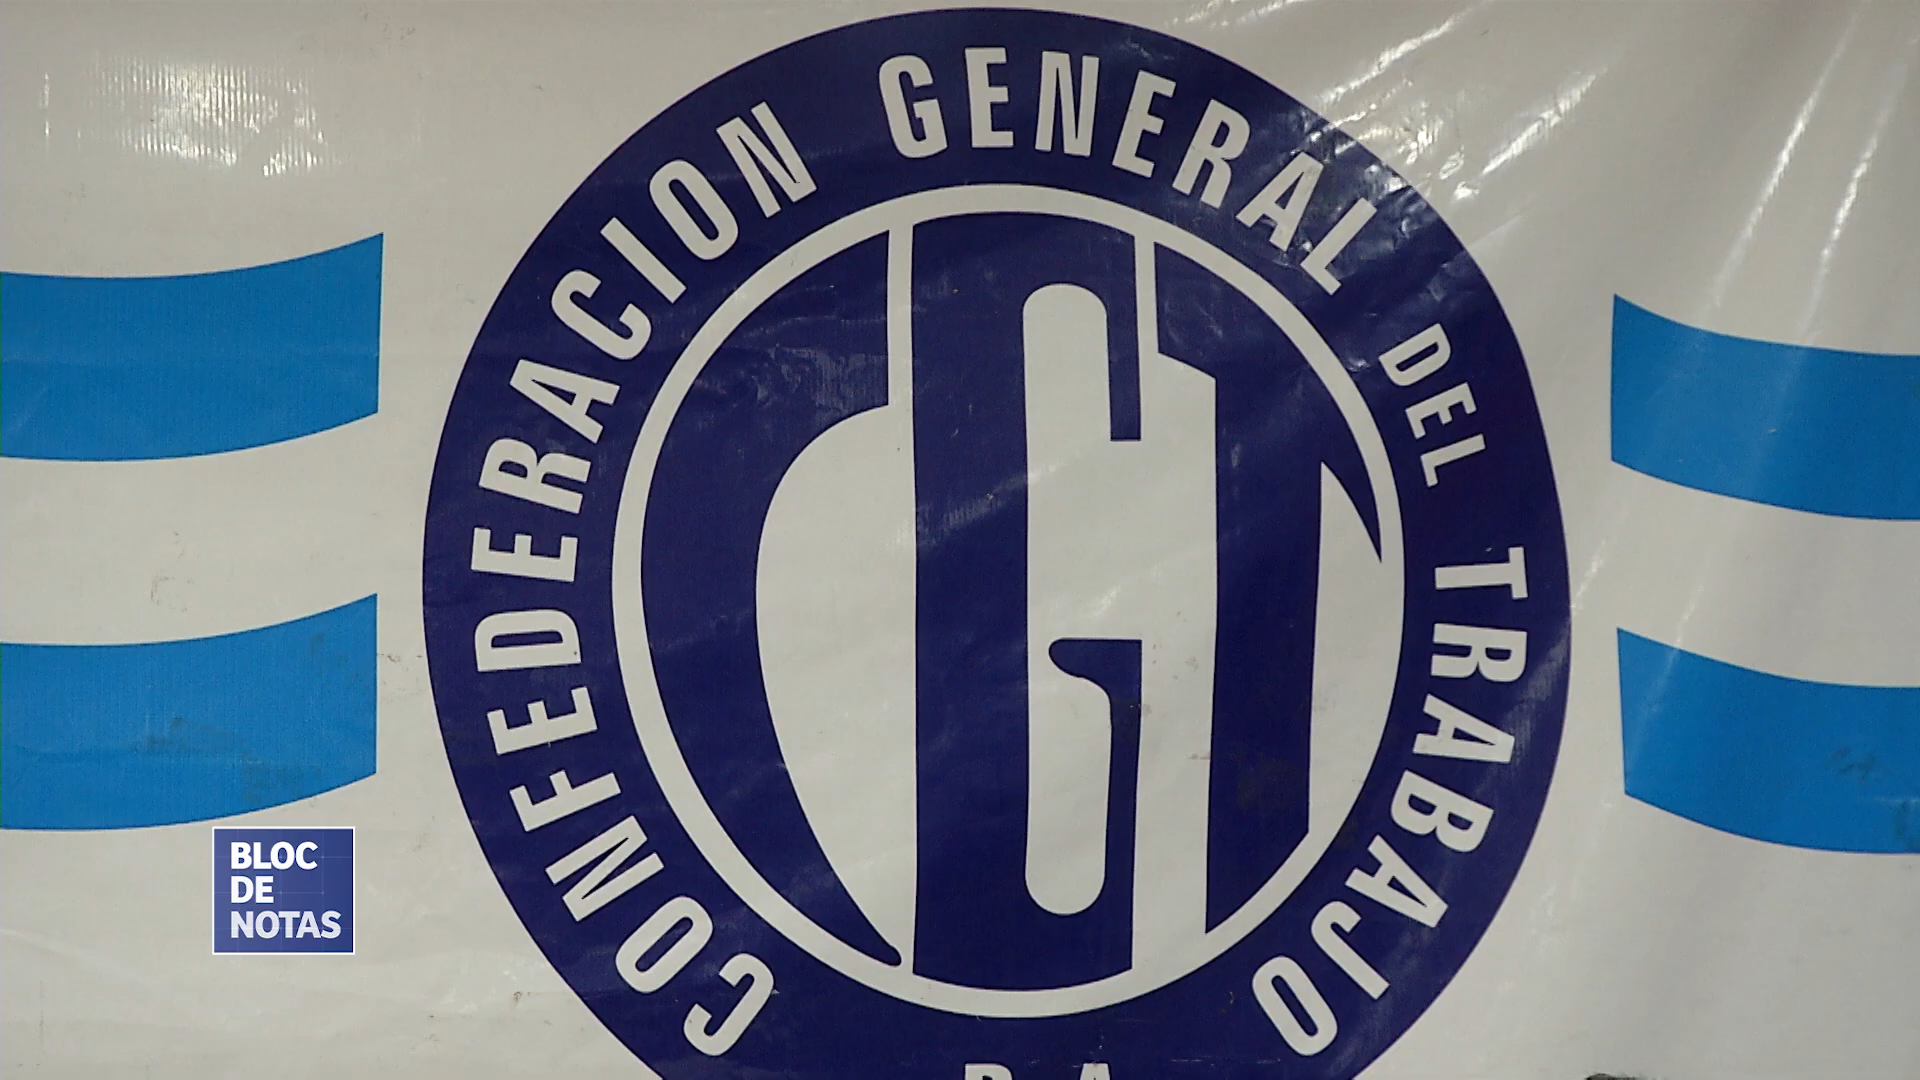 CONFEDERACION GENERAL DEL TRABAJO
CGT
BLOC
DE
NOTAS